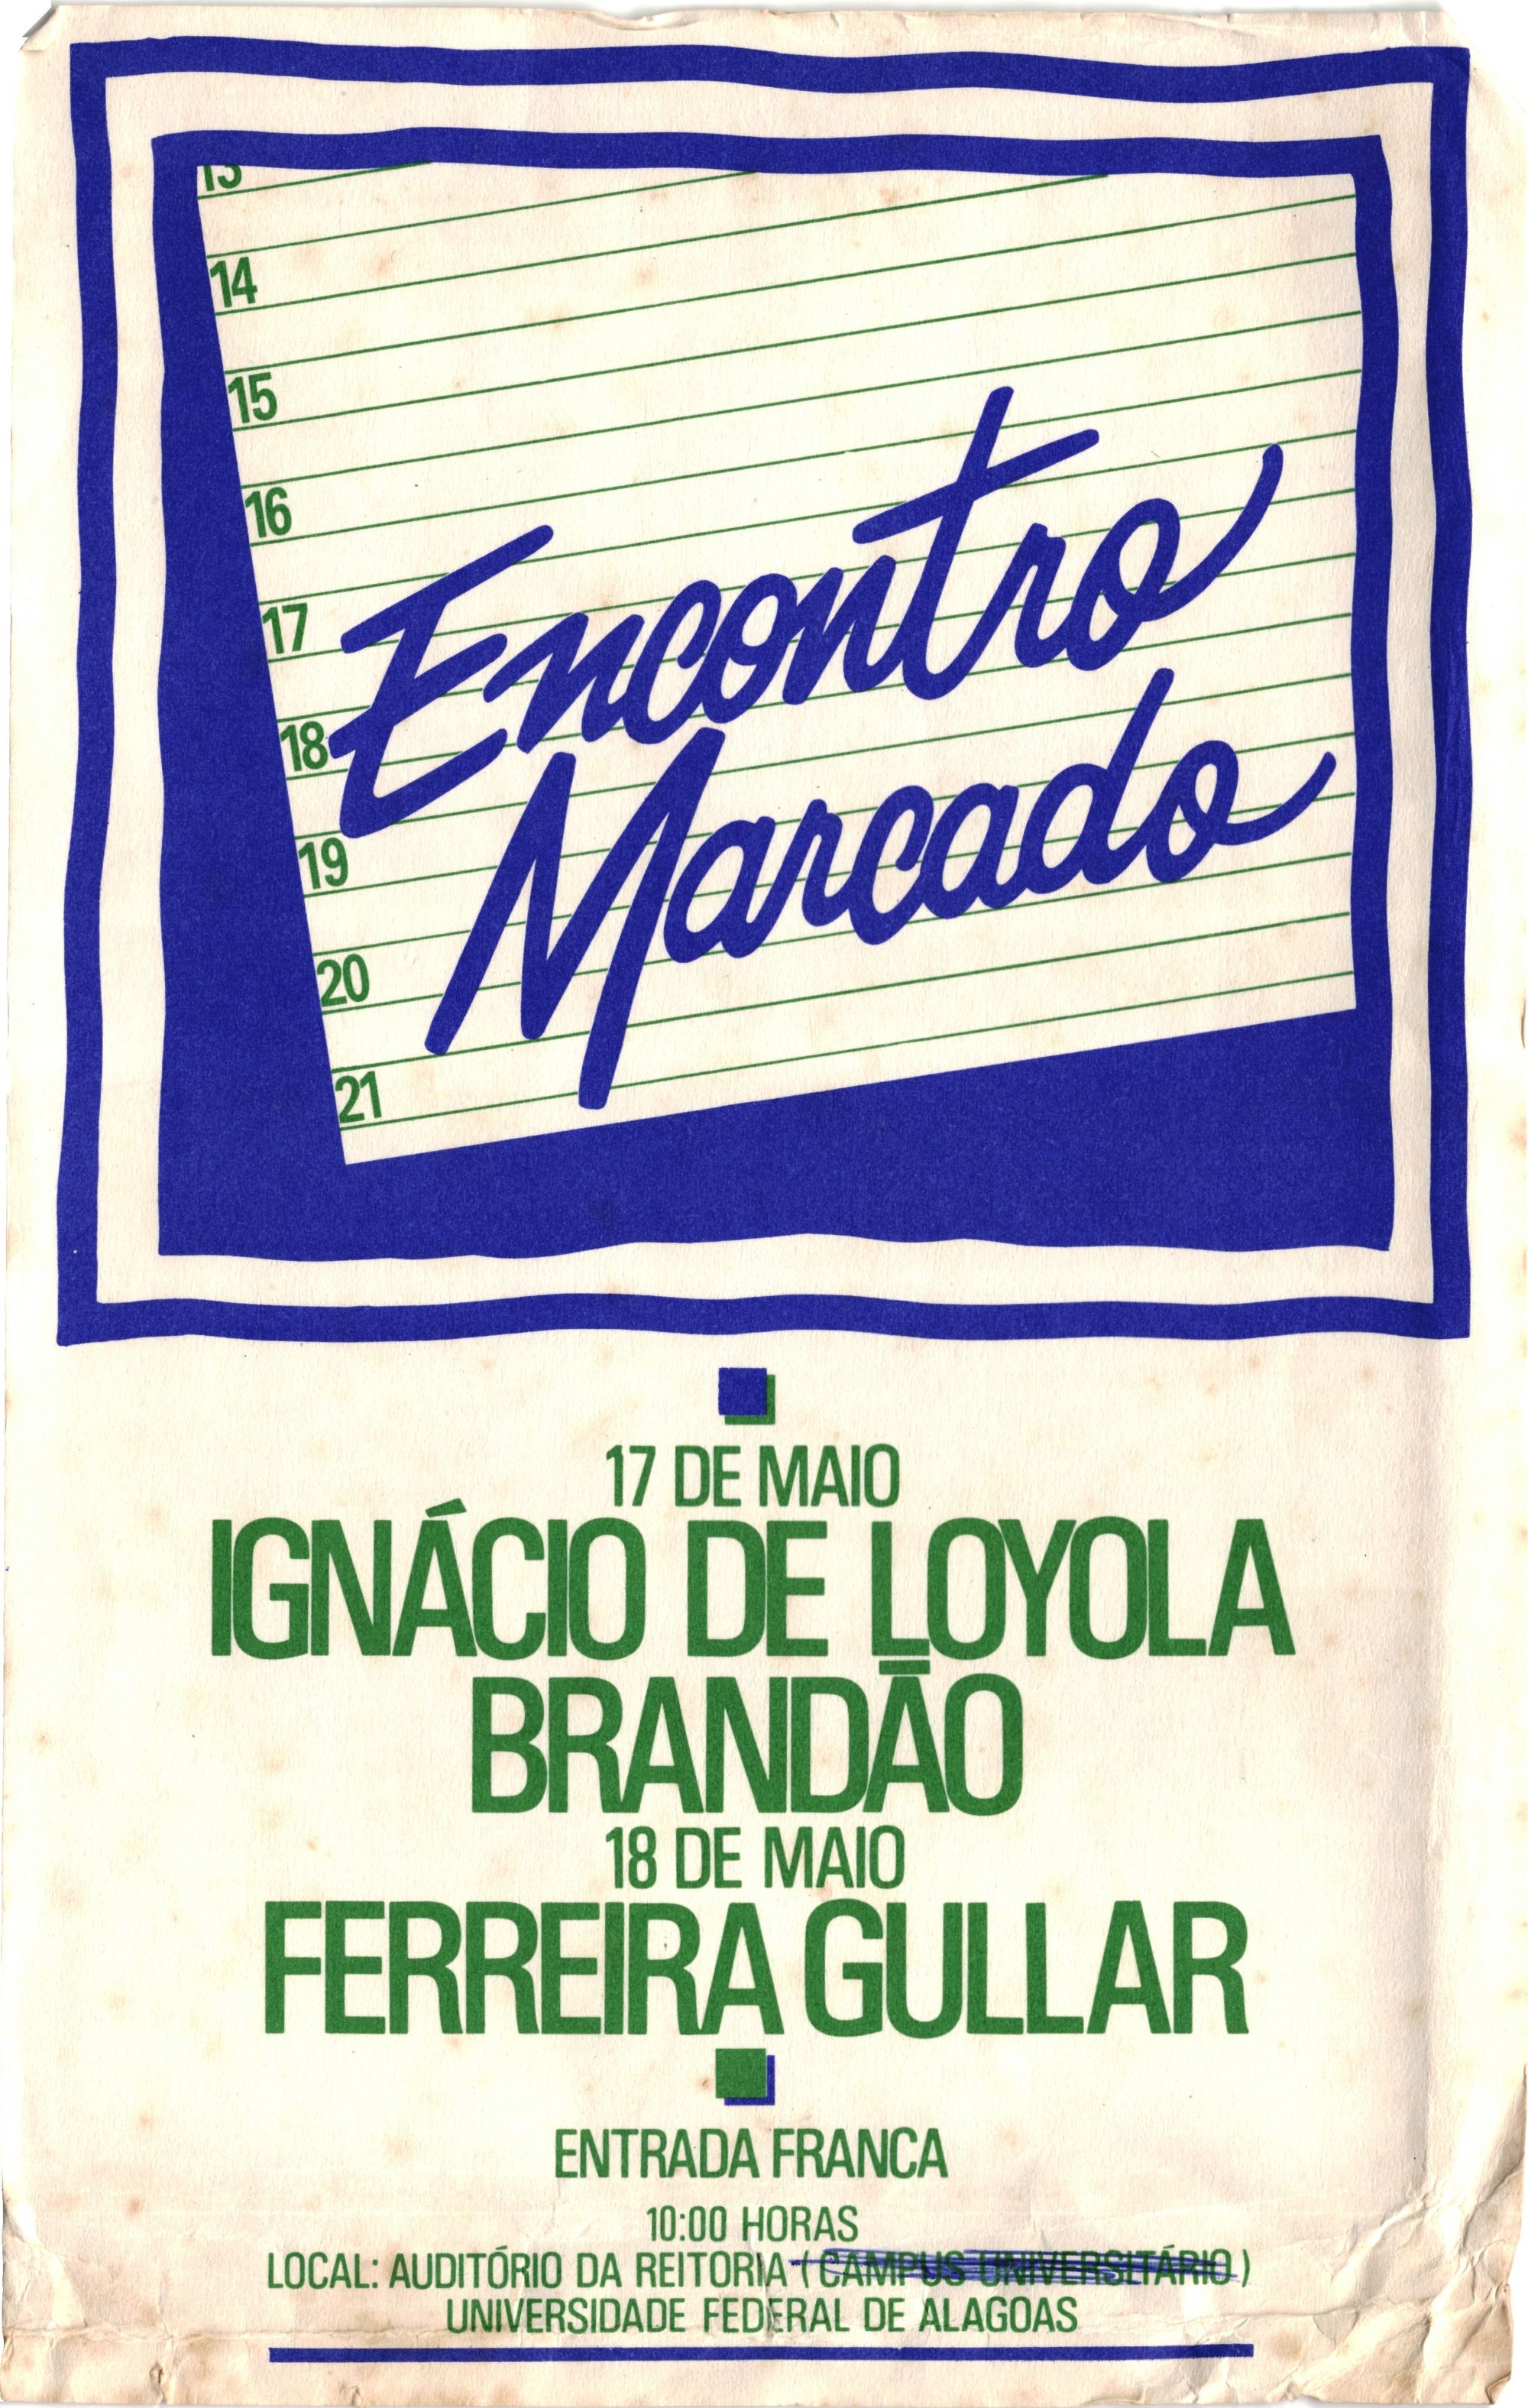 13
14
15
16
17
18
19
20
21
Encontro
Marcado
17 DE MAIO
IGNÁCIO DE LOYOLA
BRANDÃO
18 DE MAIO
FERREIRA GULLAR
ENTRADA FRANCA
10:00 HORAS
LOCAL: AUDITÓRIO DA REITORIA - (CAMPUS UNIVERSITÁRIO)
UNIVERSIDADE FEDERAL DE ALAGOAS